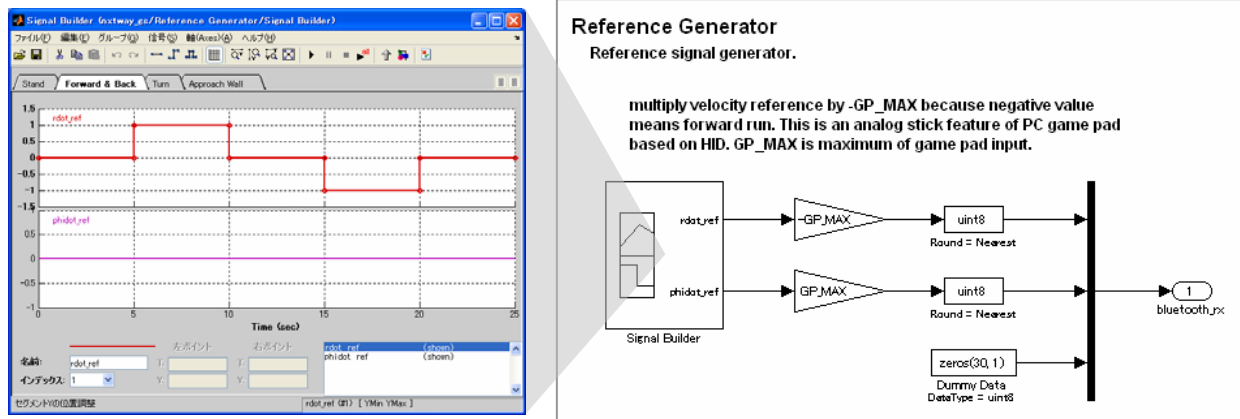 Signal Builder (nxtway_gs/Reference Generator/Signal Builder)
ファイル(F) 編集(E) グループ(G) 信号(S) 軸(Axes)(A) ヘルプ(H)
Stand Forward & Back Turn Approach Wall
rdot_ref
1.5
1
0.5
0
-0.5
-1
-1.5
phidot_ref
1
0.5
0
-0.5
-1
0 5 10 15 20 25
Time (sec)
左ポイント 右ポイント
名前: rdot_ref T: T:
インデックス: 1 Y: Y:
rdot_ref (shown)
phidot_ref (shown)
セグメントYの位置調整 rdot_ref (#1) [ YMin YMax ]
Reference Generator
Reference signal generator.
multiply velocity reference by -GP_MAX because negative value
means forward run. This is an analog stick feature of PC game pad
based on HID. GP_MAX is maximum of game pad input.
rdot_ref
-GP_MAX
uint8
Round = Nearest
phidot_ref
GP_MAX
uint8
Round = Nearest
Signal Builder
1
bluetooth_rx
zeros(30, 1)
Dummy Data
DataType = uint8